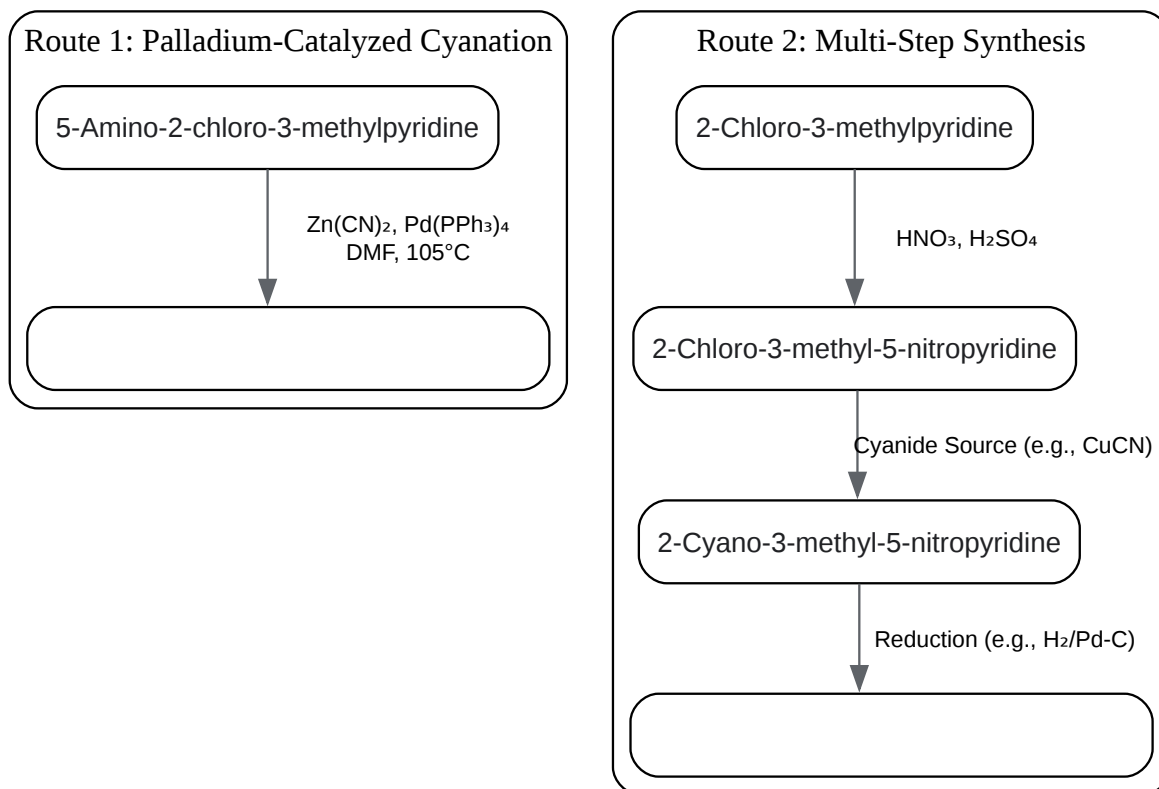 Route 1: Palladium-Catalyzed Cyanation
5-Amino-2-chloro-3-methylpyridine
Zn(CN)₂, Pd(PPh₃)₄
DMF, 105°C
Route 2: Multi-Step Synthesis
2-Chloro-3-methylpyridine
HNO₃, H₂SO₄
2-Chloro-3-methyl-5-nitropyridine
Cyanide Source (e.g., CuCN)
2-Cyano-3-methyl-5-nitropyridine
Reduction (e.g., H₂/Pd-C)